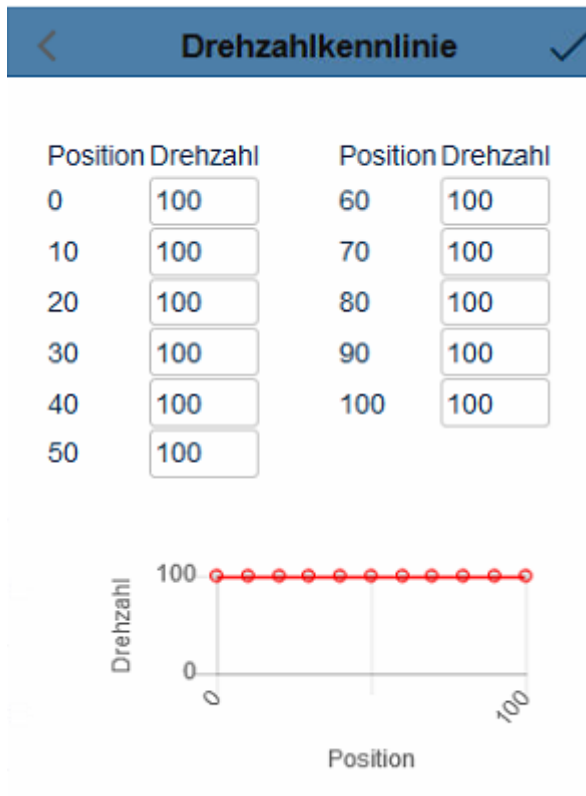 Drehzahlkennlinie
Position Drehzahl Position Drehzahl
0 100 60 100
10 100 70 100
20 100 80 100
30 100 90 100
40 100 100 100
50 100
100
Drehzahl
0
0 100
Position